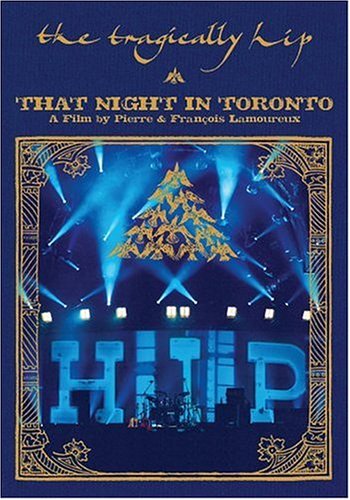 the tragically hip
THAT NIGHT IN TORONTO
A Film by Pierre & François Lamoureux
HIP